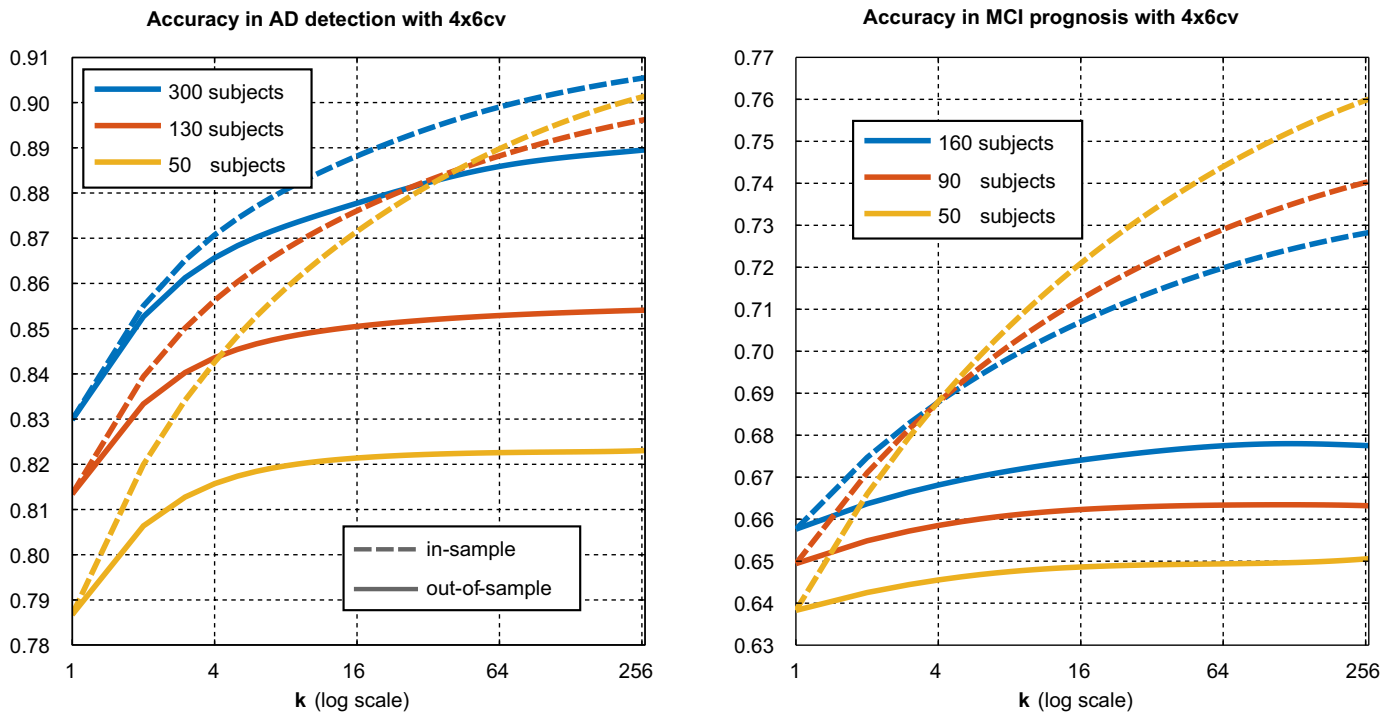 Accuracy in AD detection with 4x6cv
0.91
0.90
0.89
0.88
0.87
0.86
0.85
0.84
0.83
0.82
0.81
0.80
0.79
0.78
300 subjects
130 subjects
50 subjects
in-sample
out-of-sample
1 4 16 64 256
k (log scale)
Accuracy in MCI prognosis with 4x6cv
0.77
0.76
0.75
0.74
0.73
0.72
0.71
0.70
0.69
0.68
0.67
0.66
0.65
0.64
0.63
160 subjects
90 subjects
50 subjects
1 4 16 64 256
k (log scale)